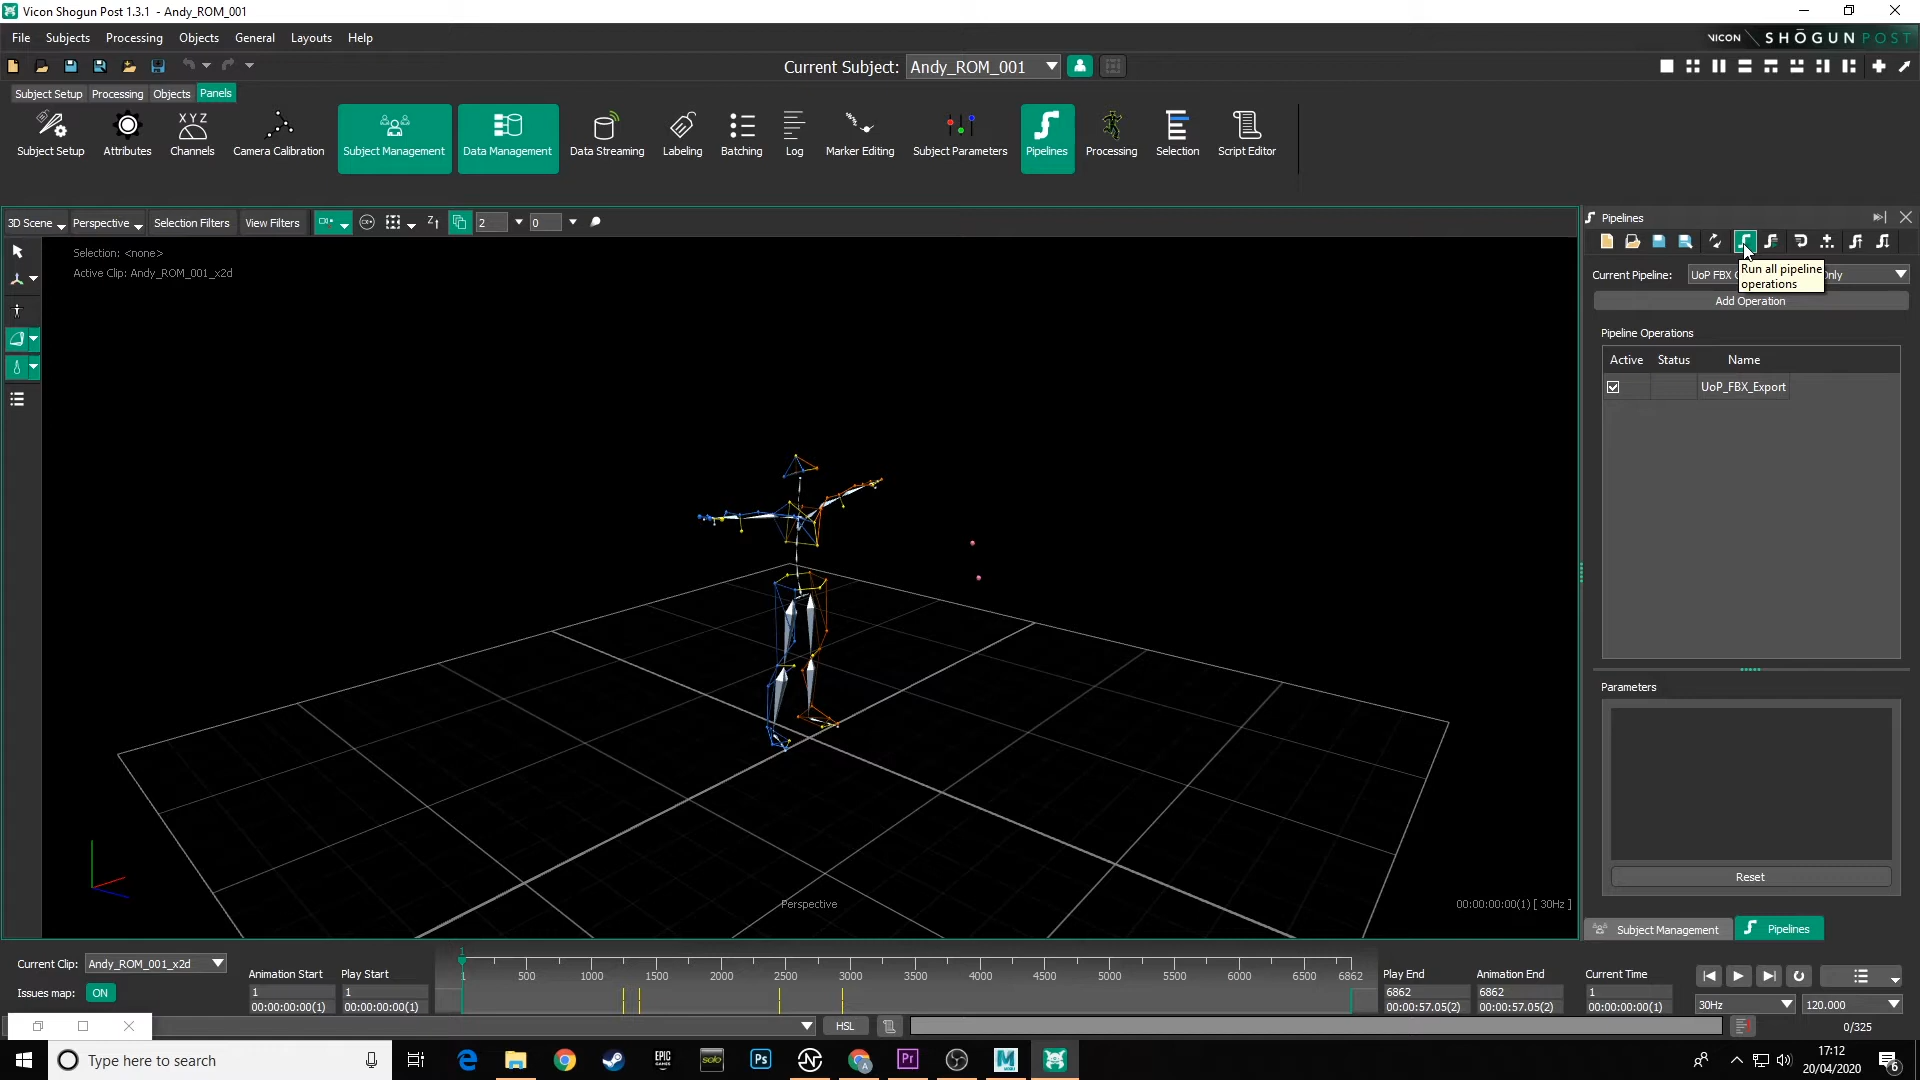 Vicon Shogun Post 1.3.1 - Andy_ROM_001
File Subjects Processing Objects General Layouts Help
VICON SHŌGUN POST
Current Subject: Andy_ROM_001
Subject Setup Processing Objects Panels
Subject Setup
Attributes
XYZ
Channels
Camera Calibration
Subject Management
Data Management
Data Streaming
Labeling
Batching
Log
Marker Editing
Subject Parameters
Pipelines
Processing
Selection
Script Editor
3D Scene Perspective Selection Filters View Filters 2 0
Selection: <none>
Active Clip: Andy_ROM_001_x2d
Perspective
00:00:00:00(1) [ 30Hz ]
Pipelines
Current Pipeline: UoP FBX
Run all pipeline
operations
Add Operation
Pipeline Operations
Active Status Name
UoP_FBX_Export
Parameters
Reset
Subject Management Pipelines
Current Clip: Andy_ROM_001_x2d
Issues map: ON
Animation Start Play Start
1 1
00:00:00:00(1) 00:00:00:00(1)
1
1 500 1000 1500 2000 2500 3000 3500 4000 4500 5000 5500 6000 6500 6862
Play End Animation End Current Time
6862 6862 1
00:00:57.05(2) 00:00:57.05(2) 00:00:00:00(1)
30Hz 120.000
HSL
0/325
Type here to search
17:12
20/04/2020
6